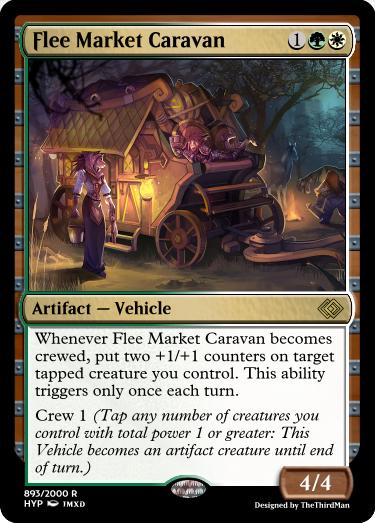 Flee Market Caravan 1
Artifact — Vehicle
Whenever Flee Market Caravan becomes
crewed, put two +1/+1 counters on target
tapped creature you control. This ability
triggers only once each turn.
Crew 1 (Tap any number of creatures you
control with total power 1 or greater: This
Vehicle becomes an artifact creature until end
of turn.)
4/4
893/2000 R
HYP IMXD
Designed by TheThirdMan